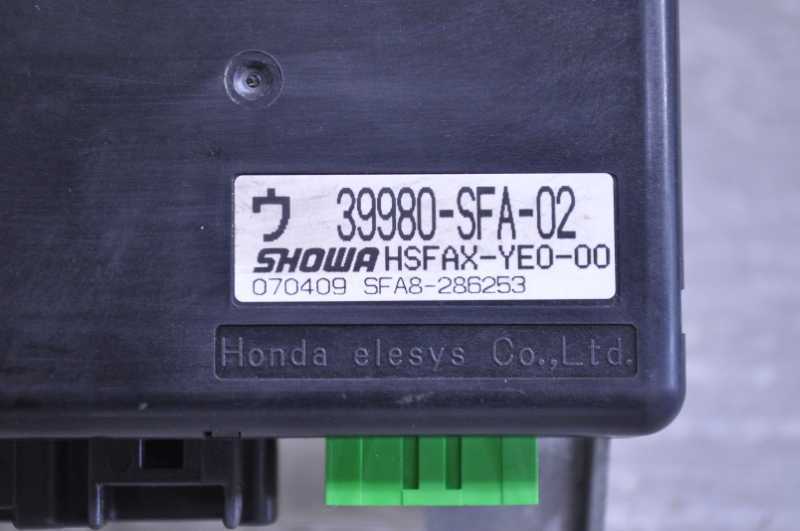 ウ 39980-SFA-02
SHOWA HSFAX-YE0-00
070409 SFA8-286253
Honda elesys Co.,Ltd.